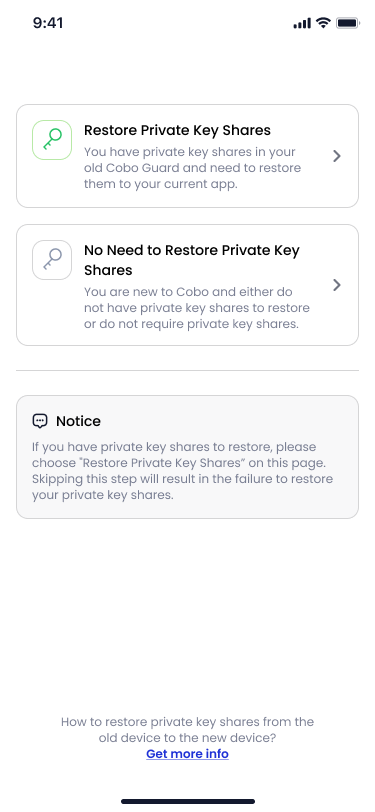 9:41
Restore Private Key Shares
You have private key shares in your
old Cobo Guard and need to restore
them to your current app.
No Need to Restore Private Key
Shares
You are new to Cobo and either do
not have private key shares to restore
or do not require private key shares.
Notice
If you have private key shares to restore, please
choose "Restore Private Key Shares” on this page.
Skipping this step will result in the failure to restore
your private key shares.
How to restore private key shares from the
old device to the new device?
Get more info